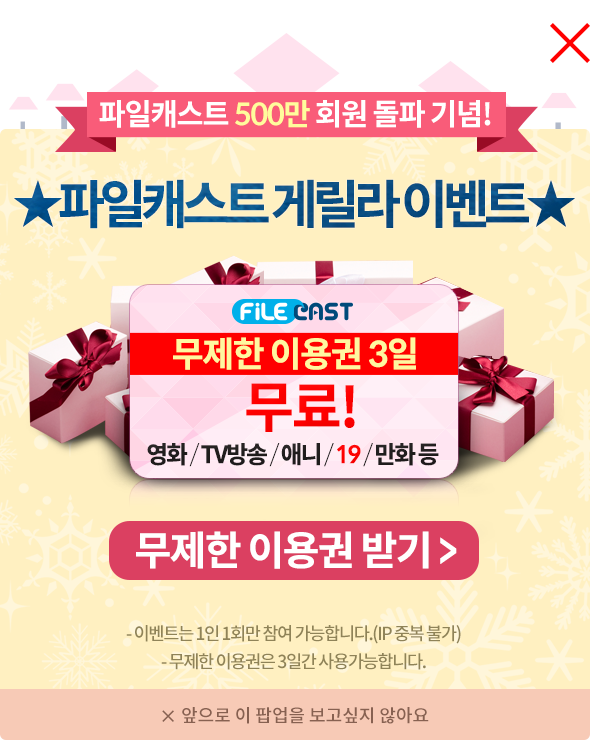 파일캐스트 500만 회원 돌파 기념!
★파일캐스트 게릴라 이벤트★
FiLE CAST
무제한 이용권 3일
무료!
영화 / TV방송 / 애니 / 19 / 만화 등
무제한 이용권 받기 >
- 이벤트는 1인 1회만 참여 가능합니다.(IP 중복 불가)
- 무제한 이용권은 3일간 사용가능합니다.
× 앞으로 이 팝업을 보고싶지 않아요